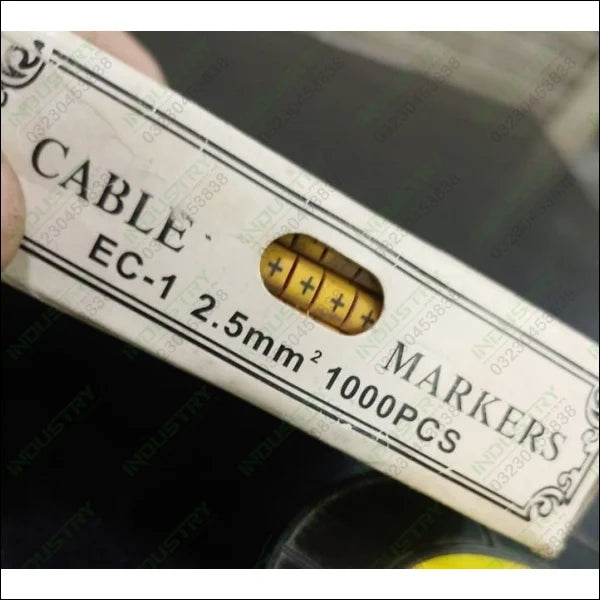 CABLE MARKERS
EC-1 2.5mm² 1000PCS
+ + + +
INDUSTRY
03230453838